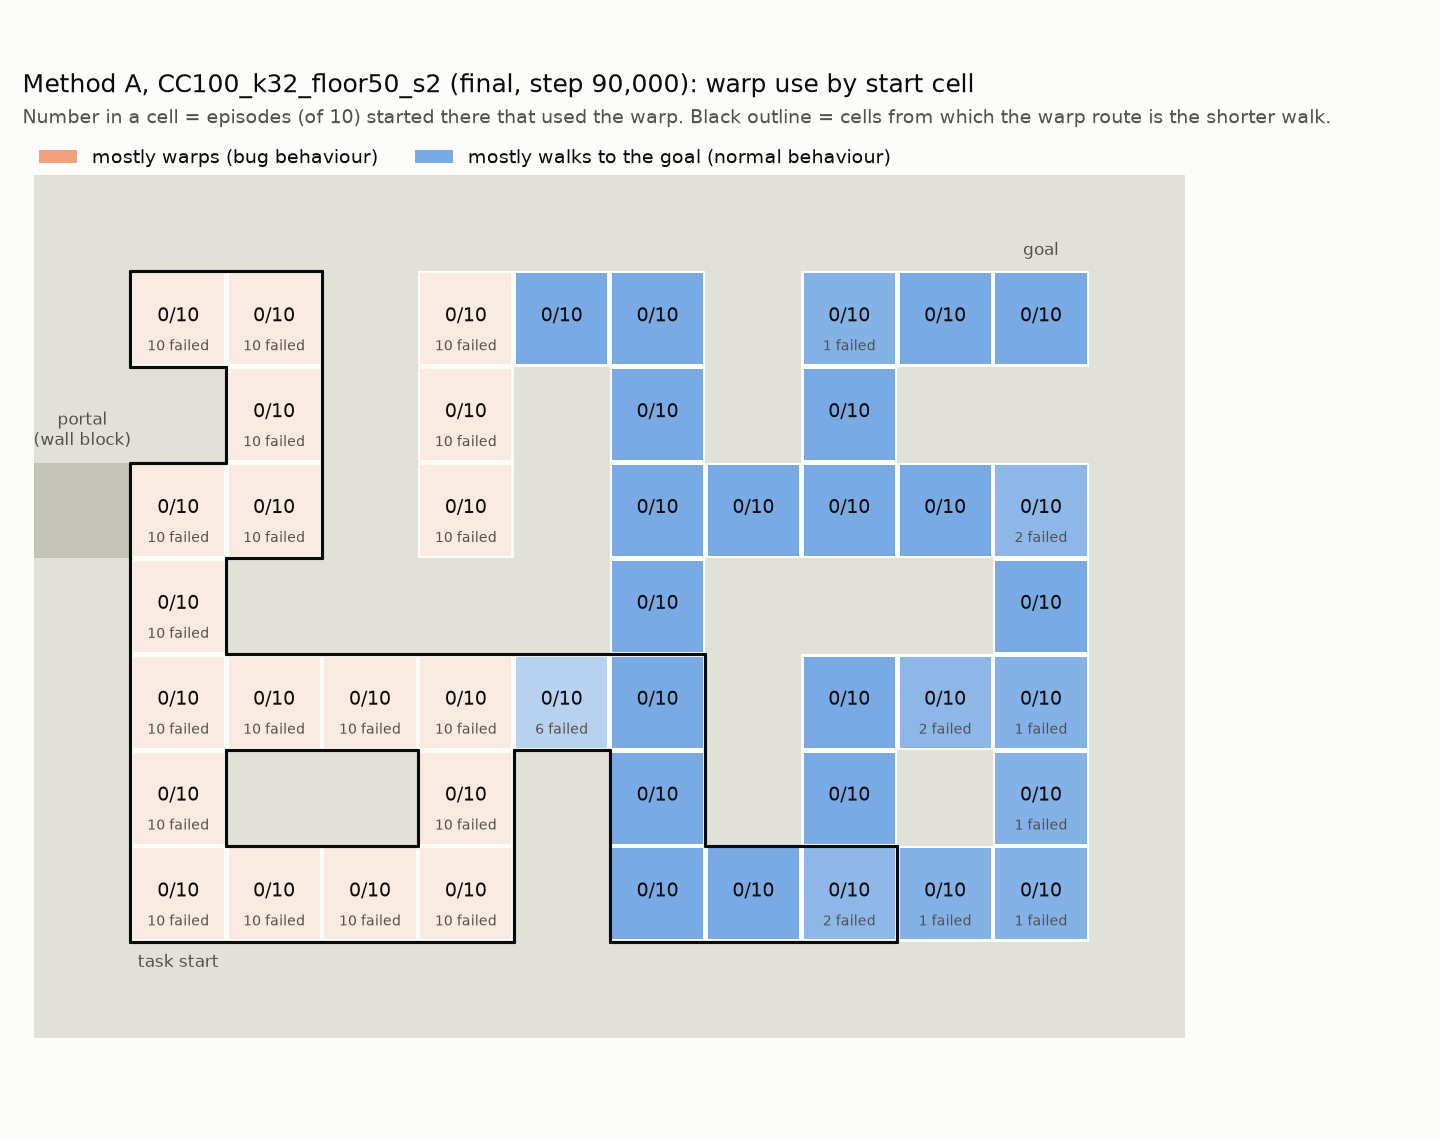 Method A, CC100_k32_floor50_s2 (final, step 90,000): warp use by start cell
Number in a cell = episodes (of 10) started there that used the warp. Black outline = cells from which the warp route is the shorter walk.
mostly warps (bug behaviour) mostly walks to the goal (normal behaviour)
goal
0/10 0/10 0/10 0/10 0/10 0/10 0/10 0/10
10 failed 10 failed 10 failed 1 failed
portal
(wall block)
0/10 0/10 0/10 0/10
10 failed 10 failed
0/10 0/10 0/10 0/10 0/10 0/10 0/10 0/10
10 failed 10 failed 10 failed 2 failed
0/10 0/10 0/10
10 failed
0/10 0/10 0/10 0/10 0/10 0/10 0/10 0/10 0/10
10 failed 10 failed 10 failed 10 failed 6 failed 2 failed 1 failed
0/10 0/10 0/10 0/10 0/10
10 failed 10 failed 1 failed
0/10 0/10 0/10 0/10 0/10 0/10 0/10 0/10 0/10
10 failed 10 failed 10 failed 10 failed 2 failed 1 failed 1 failed
task start